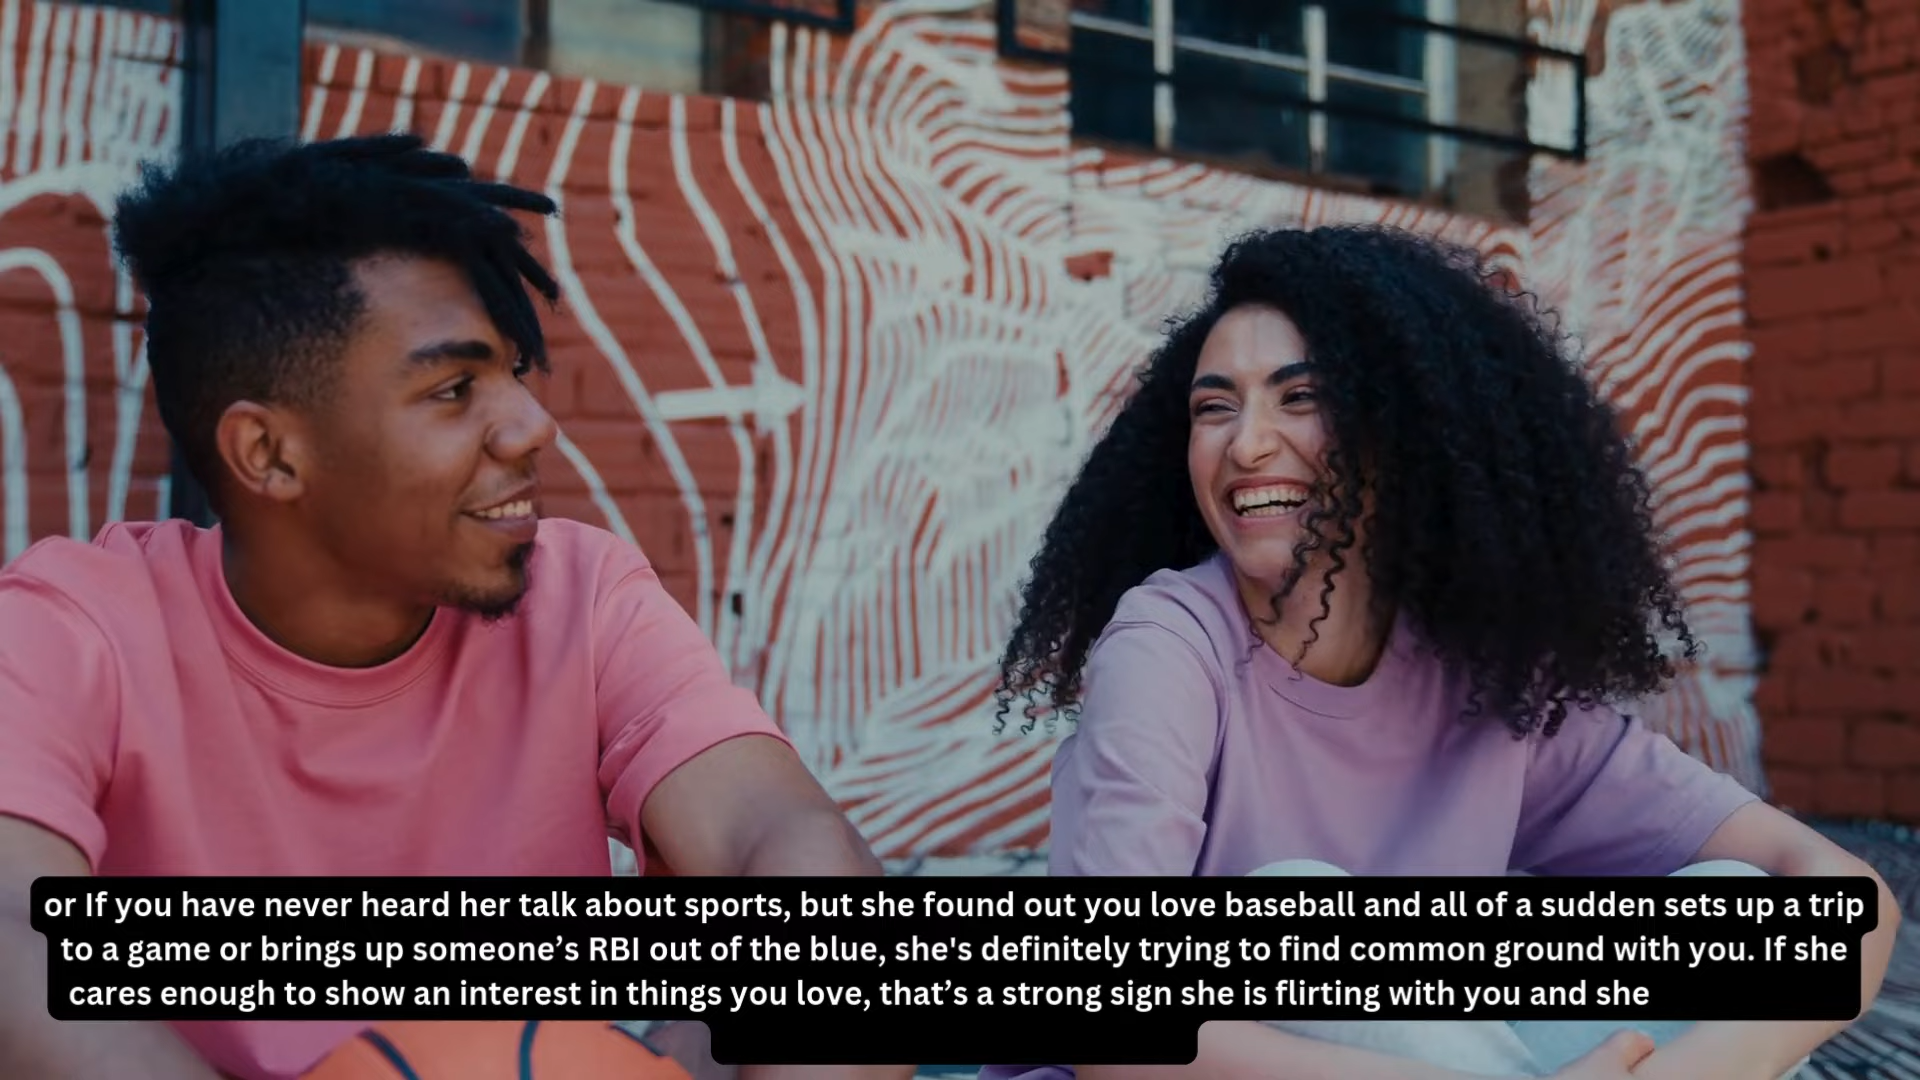 or If you have never heard her talk about sports, but she found out you love baseball and all of a sudden sets up a trip
to a game or brings up someone’s RBI out of the blue, she's definitely trying to find common ground with you. If she
cares enough to show an interest in things you love, that’s a strong sign she is flirting with you and she